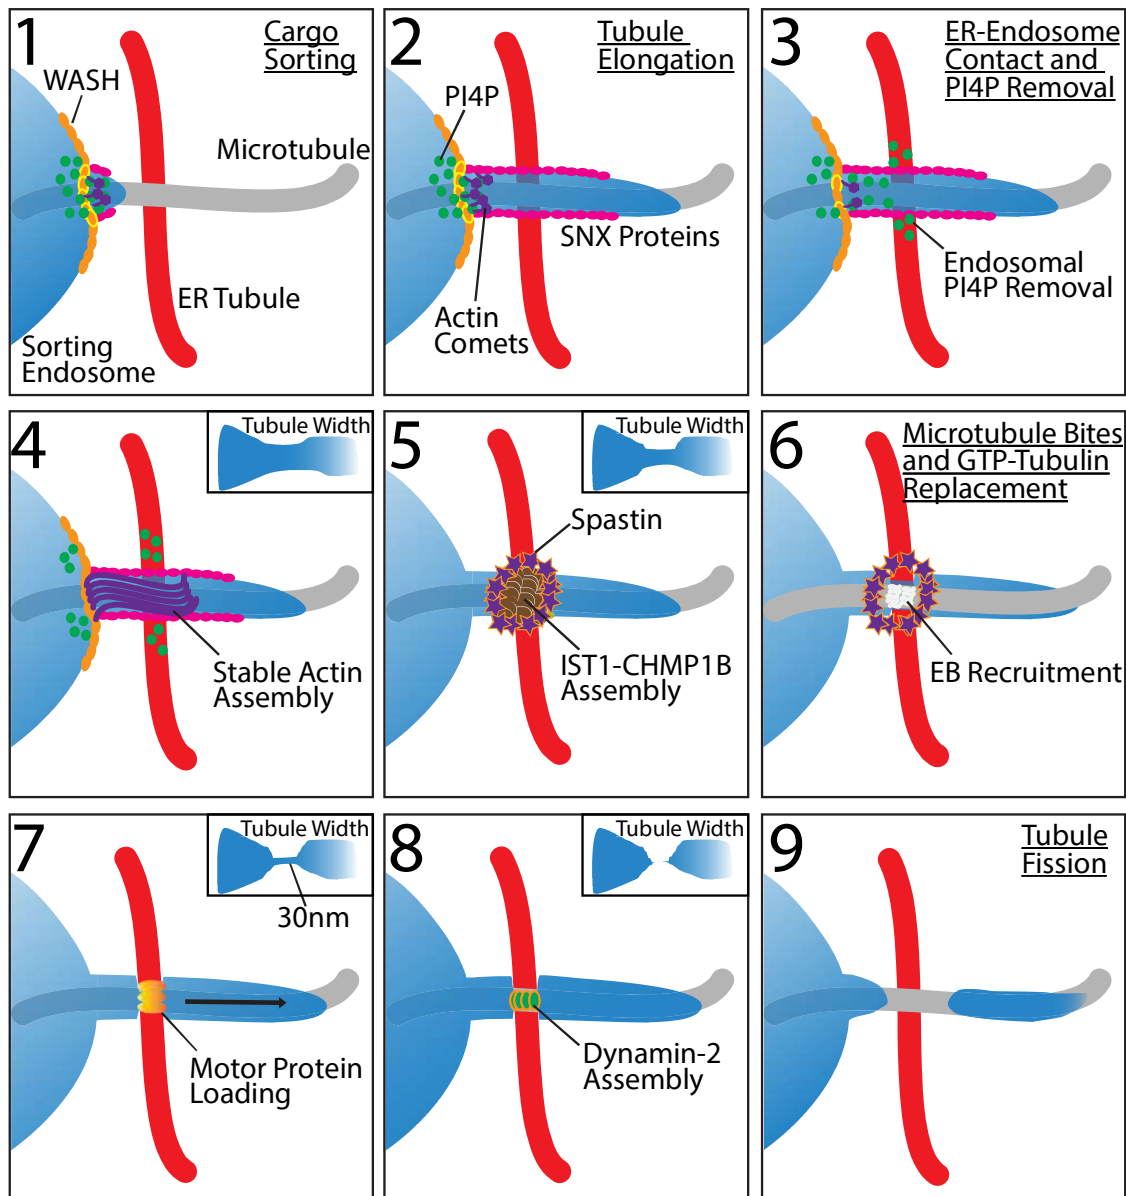 1
Cargo
Sorting
WASH
Microtubule
ER Tubule
Sorting
Endosome
2
Tubule
Elongation
PI4P
SNX Proteins
Actin
Comets
3
ER-Endosome
Contact and
PI4P Removal
Endosomal
PI4P Removal
4
Tubule Width
Stable Actin
Assembly
5
Tubule Width
Spastin
IST1-CHMP1B
Assembly
6
Microtubule Bites
and GTP-Tubulin
Replacement
EB Recruitment
7
Tubule Width
30nm
Motor Protein
Loading
8
Tubule Width
Dynamin-2
Assembly
9
Tubule
Fission